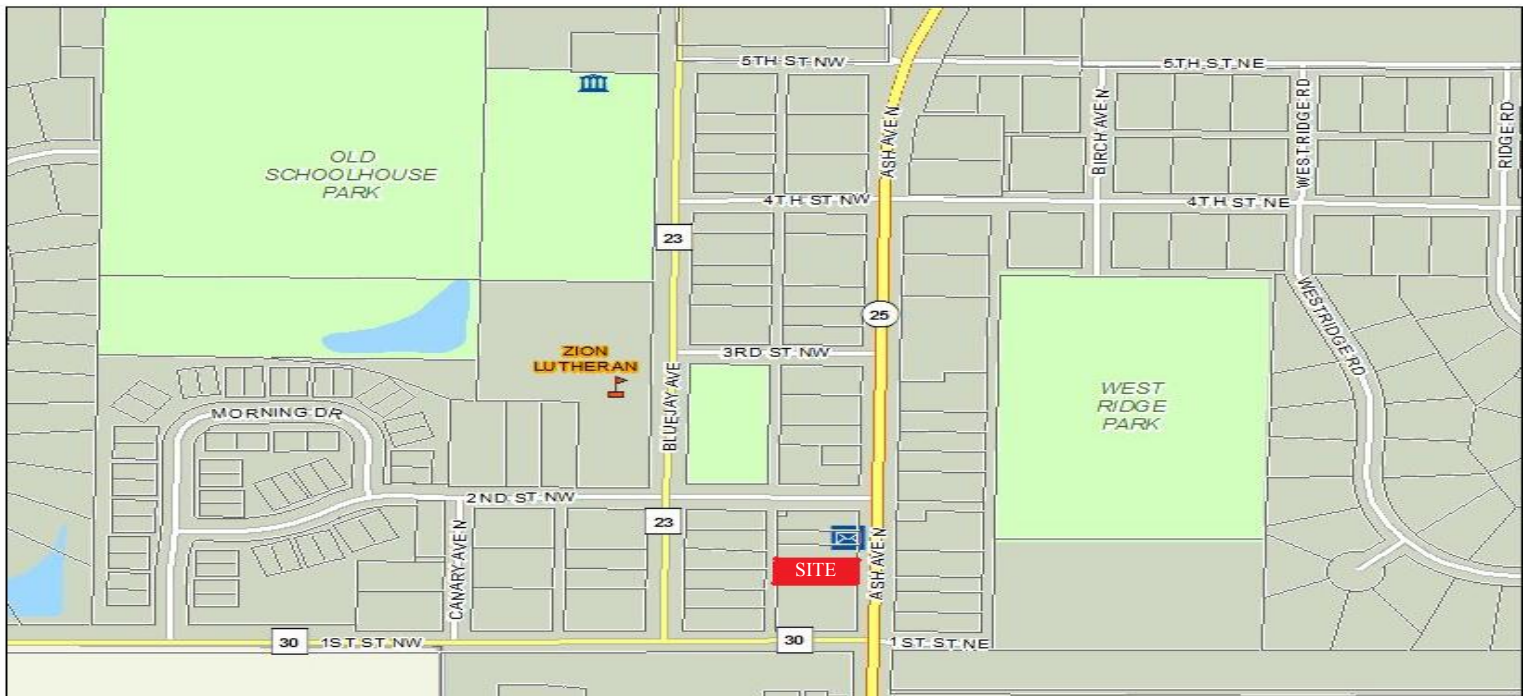 5TH ST NW
5TH ST NE
ASH AVE N
BIRCH AVE N
WESTRIDGE RD
RIDGE RD
OLD
SCHOOLHOUSE
PARK
4TH ST NW
4TH ST NE
23
25
WESTRIDGE RD
3RD ST NW
ZION
LUTHERAN
BLUEJAY AVE
WEST
RIDGE
PARK
MORNING DR
2ND ST NW
23
CANARY AVE N
SITE
ASH AVE N
30
1ST ST NW
30
1ST ST NE